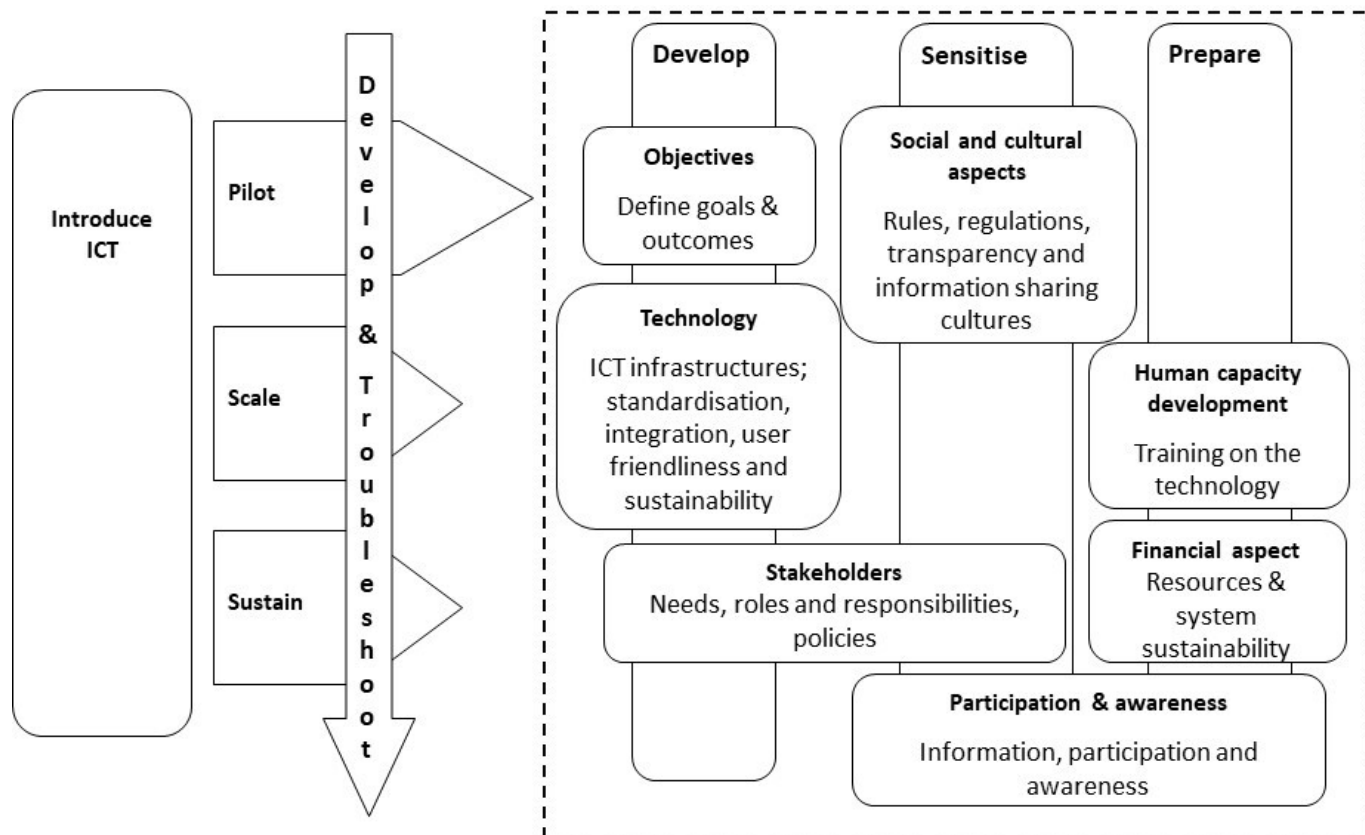 Introduce
ICT
Pilot
Scale
Sustain
Develop & Troubleshoot
Develop
Objectives
Define goals &
outcomes
Technology
ICT infrastructures;
standardisation,
integration, user
friendliness and
sustainability
Stakeholders
Needs, roles and responsibilities,
policies
Sensitise
Social and cultural
aspects
Rules, regulations,
transparency and
information sharing
cultures
Prepare
Human capacity
development
Training on the
technology
Financial aspect
Resources &
system
sustainability
Participation & awareness
Information, participation and
awareness